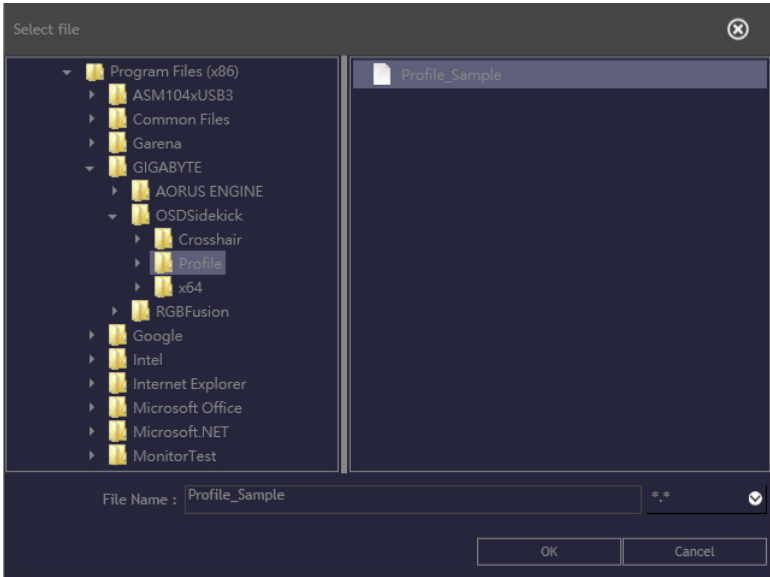 Select file
Program Files (x86)
ASM104xUSB3
Common Files
Garena
GIGABYTE
AORUS ENGINE
OSDSidekick
Crosshair
Profile
x64
RGBFusion
Google
Intel
Internet Explorer
Microsoft Office
Microsoft.NET
MonitorTest
Profile_Sample
File Name : Profile_Sample *.*
OK Cancel